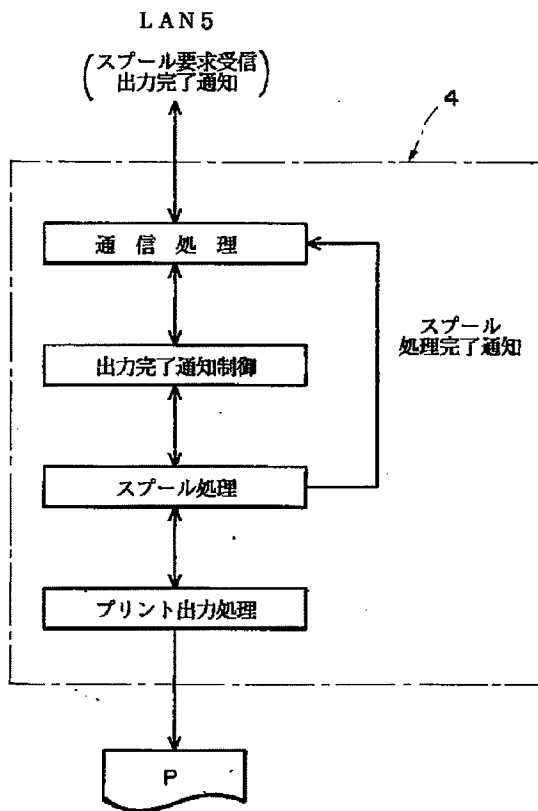 LAN5
(スプール要求受信
出力完了通知)
4
通信処理
スプール
処理完了通知
出力完了通知制御
スプール処理
プリント出力処理
P